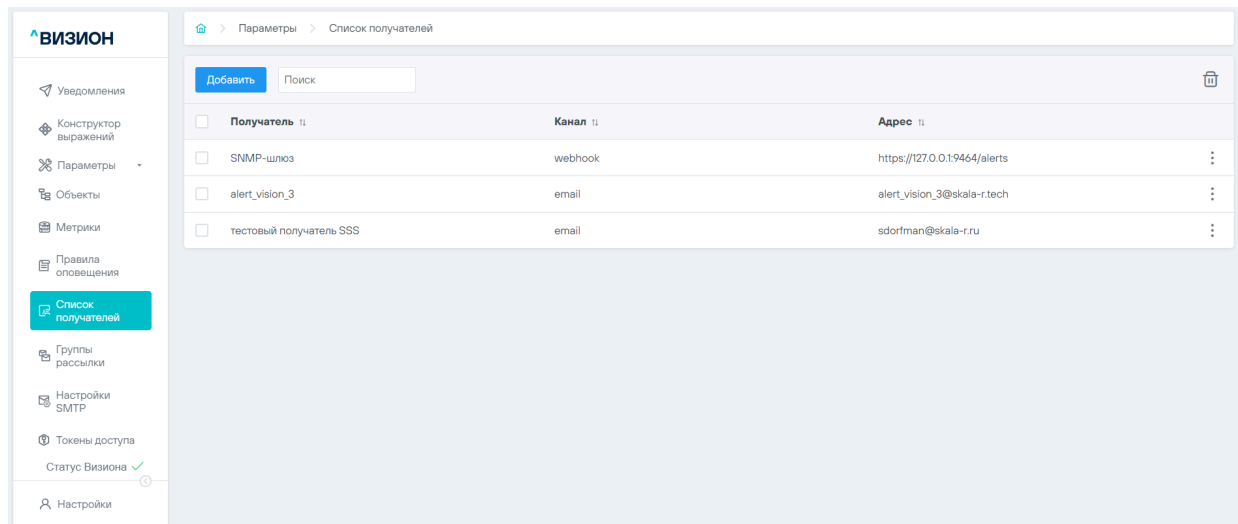 ^ВИЗИОН
Параметры > Список получателей
Уведомления
Конструктор
выражений
Параметры
Объекты
Метрики
Правила
оповещения
Список
получателей
Группы
рассылки
Настройки
SMTP
Токены доступа
Статус Визиона
Настройки
Добавить Поиск
Получатель Канал Адрес
SNMP-шлюз webhook https://127.0.0.1:9464/alerts
alert_vision_3 email alert_vision_3@skala-r.tech
тестовый получатель SSS email sdorfman@skala-r.ru